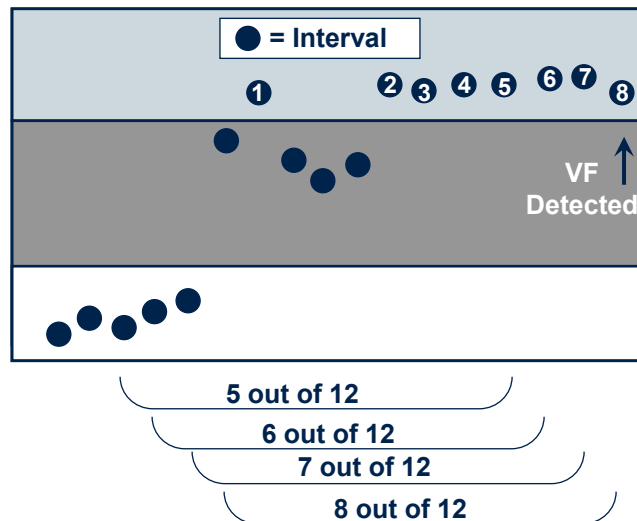 = Interval
1
2
3
4
5
6
7
8
VF
Detected
5 out of 12
6 out of 12
7 out of 12
8 out of 12